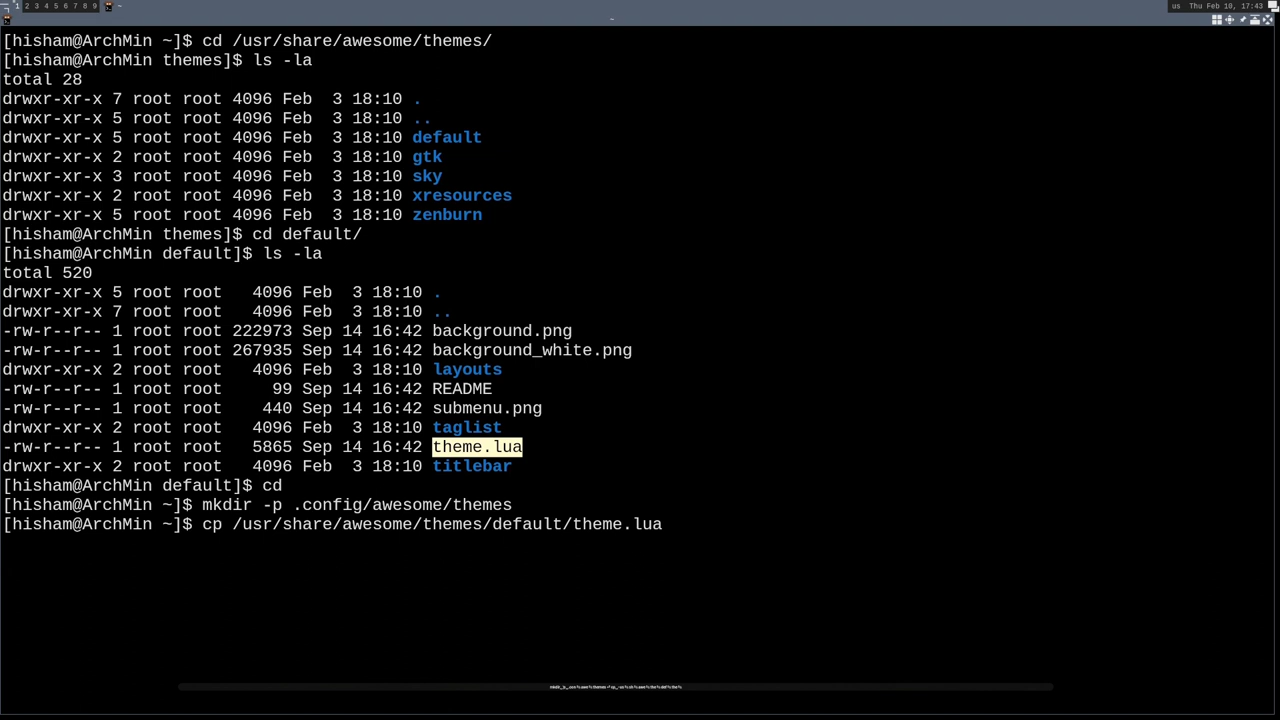 1 2 3 4 5 6 7 8 9 ~ us Thu Feb 10, 17:43
~
[hisham@ArchMin ~]$ cd /usr/share/awesome/themes/
[hisham@ArchMin themes]$ ls -la
total 28
drwxr-xr-x 7 root root 4096 Feb  3 18:10 .
drwxr-xr-x 5 root root 4096 Feb  3 18:10 ..
drwxr-xr-x 5 root root 4096 Feb  3 18:10 default
drwxr-xr-x 2 root root 4096 Feb  3 18:10 gtk
drwxr-xr-x 3 root root 4096 Feb  3 18:10 sky
drwxr-xr-x 2 root root 4096 Feb  3 18:10 xresources
drwxr-xr-x 5 root root 4096 Feb  3 18:10 zenburn
[hisham@ArchMin themes]$ cd default/
[hisham@ArchMin default]$ ls -la
total 520
drwxr-xr-x 5 root root   4096 Feb  3 18:10 .
drwxr-xr-x 7 root root   4096 Feb  3 18:10 ..
-rw-r--r-- 1 root root 222973 Sep 14 16:42 background.png
-rw-r--r-- 1 root root 267935 Sep 14 16:42 background_white.png
drwxr-xr-x 2 root root   4096 Feb  3 18:10 layouts
-rw-r--r-- 1 root root     99 Sep 14 16:42 README
-rw-r--r-- 1 root root    440 Sep 14 16:42 submenu.png
drwxr-xr-x 2 root root   4096 Feb  3 18:10 taglist
-rw-r--r-- 1 root root   5865 Sep 14 16:42 theme.lua
drwxr-xr-x 2 root root   4096 Feb  3 18:10 titlebar
[hisham@ArchMin default]$ cd
[hisham@ArchMin ~]$ mkdir -p .config/awesome/themes
[hisham@ArchMin ~]$ cp /usr/share/awesome/themes/default/theme.lua